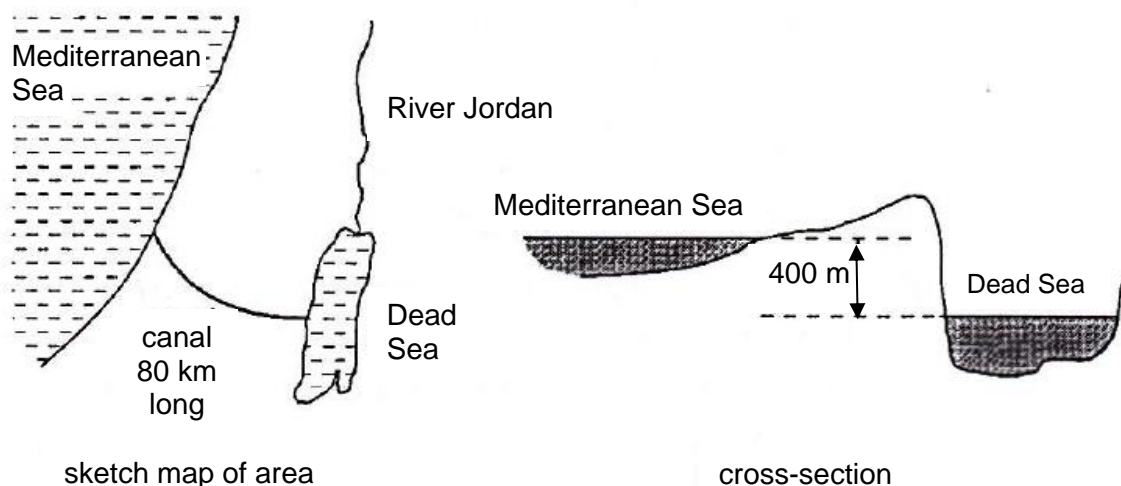 Mediterranean
Sea
River Jordan
Dead
Sea
canal
80 km
long
sketch map of area
Mediterranean Sea
400 m
Dead Sea
cross-section